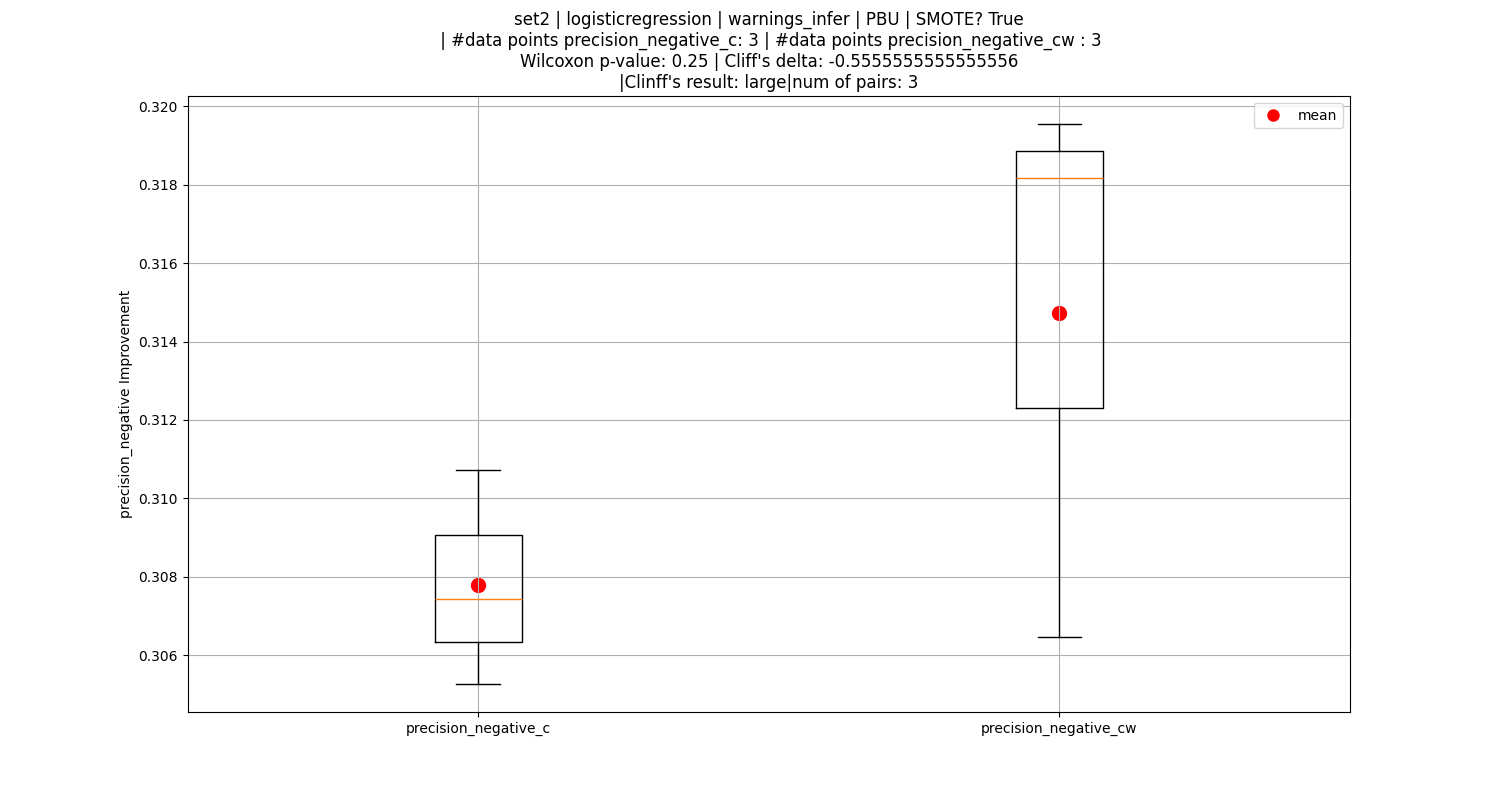 set2 | logisticregression | warnings_infer | PBU | SMOTE? True
| #data points precision_negative_c: 3 | #data points precision_negative_cw : 3
Wilcoxon p-value: 0.25 | Cliff's delta: -0.5555555555555556
|Clinff's result: large|num of pairs: 3
mean
0.320
0.318
0.316
0.314
0.312
0.310
0.308
0.306
precision_negative Improvement
precision_negative_c
precision_negative_cw